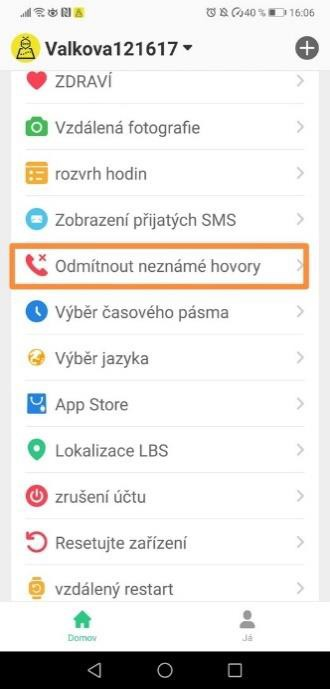 40 % 16:06
Valkova121617
ZDRAVÍ
Vzdálená fotografie
rozvrh hodin
Zobrazení přijatých SMS
Odmítnout neznámé hovory
Výběr časového pásma
Výběr jazyka
App Store
Lokalizace LBS
zrušení účtu
Resetujte zařízení
vzdálený restart
Domov
Já